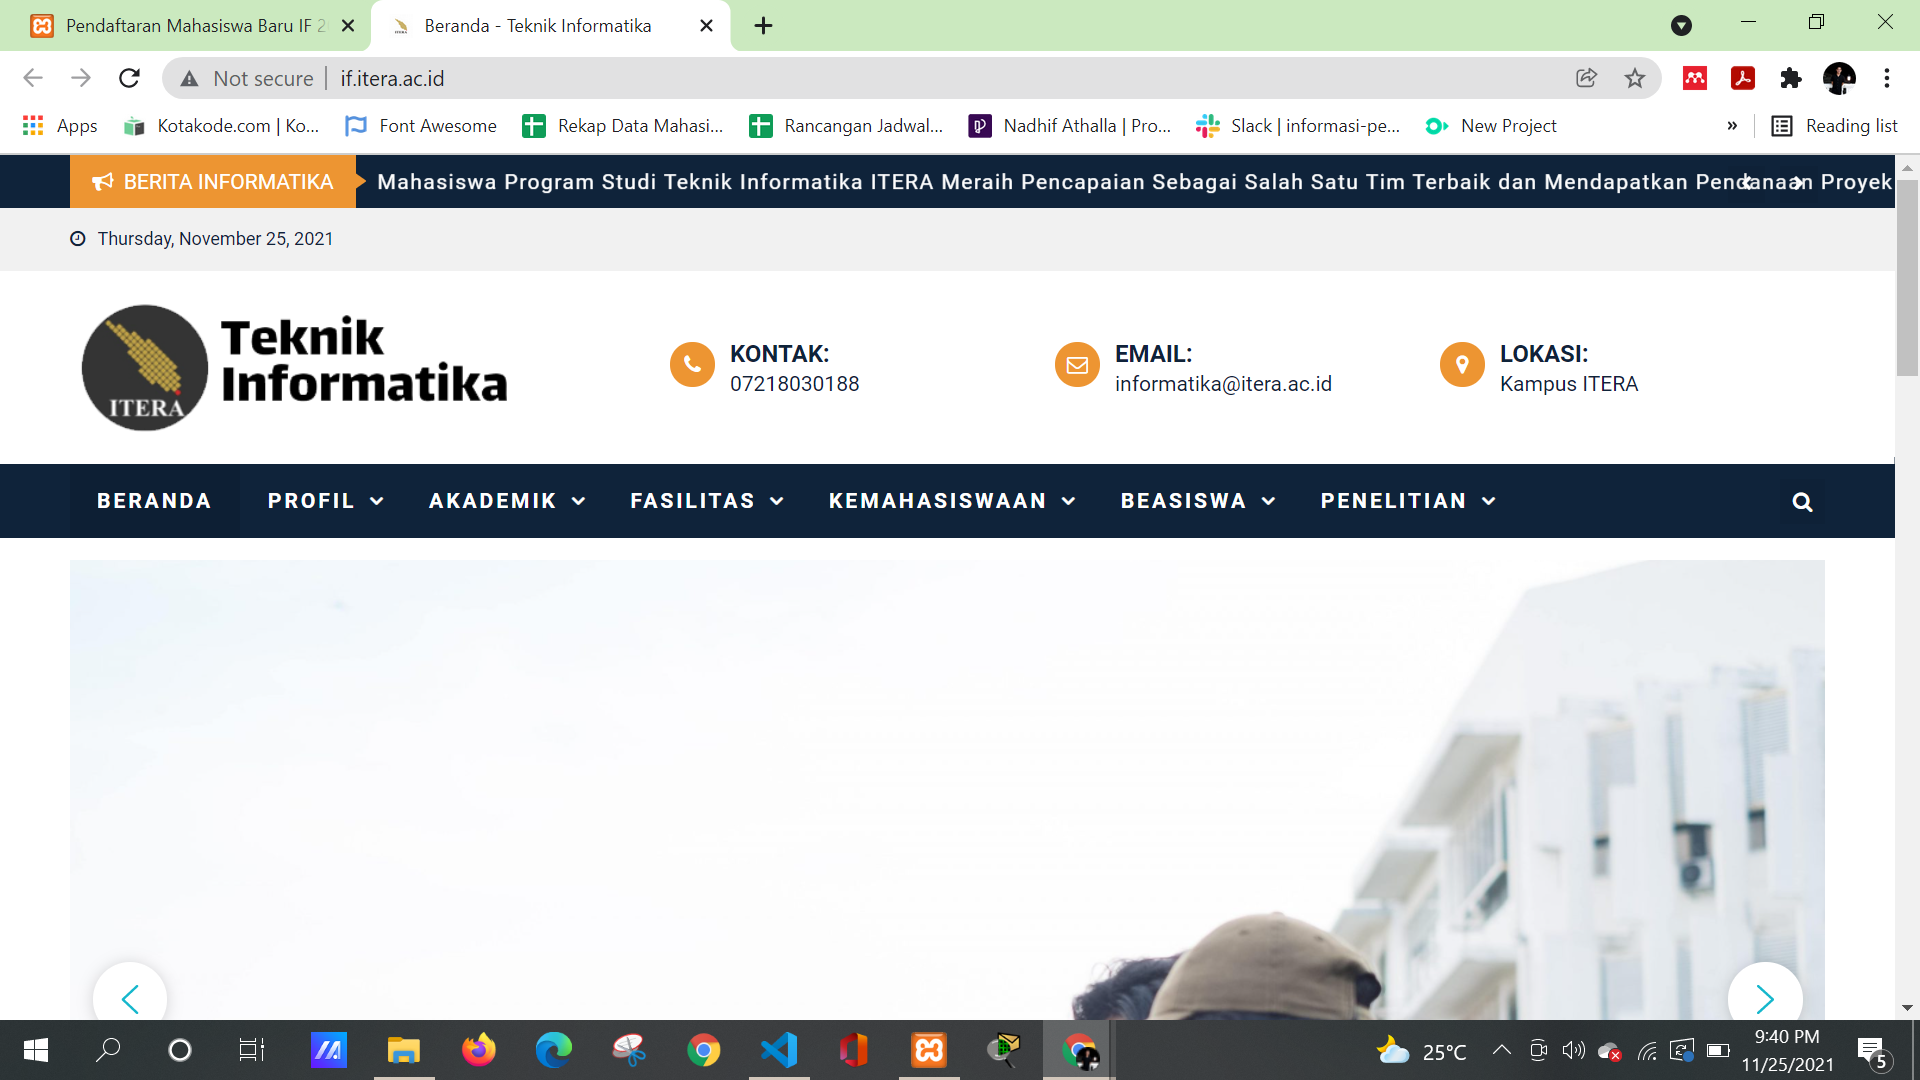 Pendaftaran Mahasiswa Baru IF 2
Beranda - Teknik Informatika
Not secure
if.itera.ac.id
Apps
Kotakode.com | Ko...
Font Awesome
Rekap Data Mahasi...
Rancangan Jadwal...
Nadhif Athalla | Pro...
Slack | informasi-pe...
New Project
»
Reading list
BERITA INFORMATIKA
Mahasiswa Program Studi Teknik Informatika ITERA Meraih Pencapaian Sebagai Salah Satu Tim Terbaik dan Mendapatkan Pendanaan Proyek
Thursday, November 25, 2021
ITERA
Teknik
Informatika
KONTAK:
07218030188
EMAIL:
informatika@itera.ac.id
LOKASI:
Kampus ITERA
BERANDA
PROFIL
AKADEMIK
FASILITAS
KEMAHASISWAAN
BEASISWA
PENELITIAN
25°C
9:40 PM
11/25/2021
5